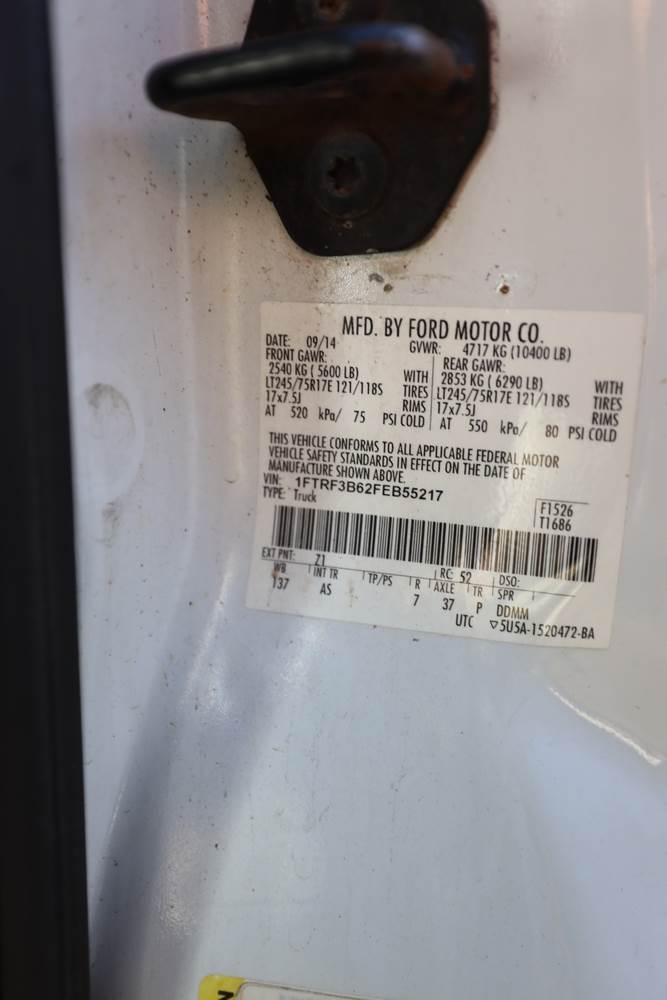 MFD. BY FORD MOTOR CO.
DATE: 09/14 GVWR: 4717 KG (10400 LB)
FRONT GAWR: REAR GAWR:
2540 KG ( 5600 LB) WITH 2853 KG ( 6290 LB) WITH
LT245/75R17E 121/118S TIRES LT245/75R17E 121/118S TIRES
17x7.5J RIMS 17x7.5J RIMS
AT 520 kPa/ 75 PSI COLD AT 550 kPa/ 80 PSI COLD
THIS VEHICLE CONFORMS TO ALL APPLICABLE FEDERAL MOTOR
VEHICLE SAFETY STANDARDS IN EFFECT ON THE DATE OF
MANUFACTURE SHOWN ABOVE.
VIN: 1FTRF3B62FEB55217
TYPE: Truck
F1526
T1686
EXT PNT: Z1 RC: 52 DSO:
WB INT TR TP/PS R AXLE TR SPR
137 AS 7 37 P DDMM
UTC ▽5U5A-1520472-BA